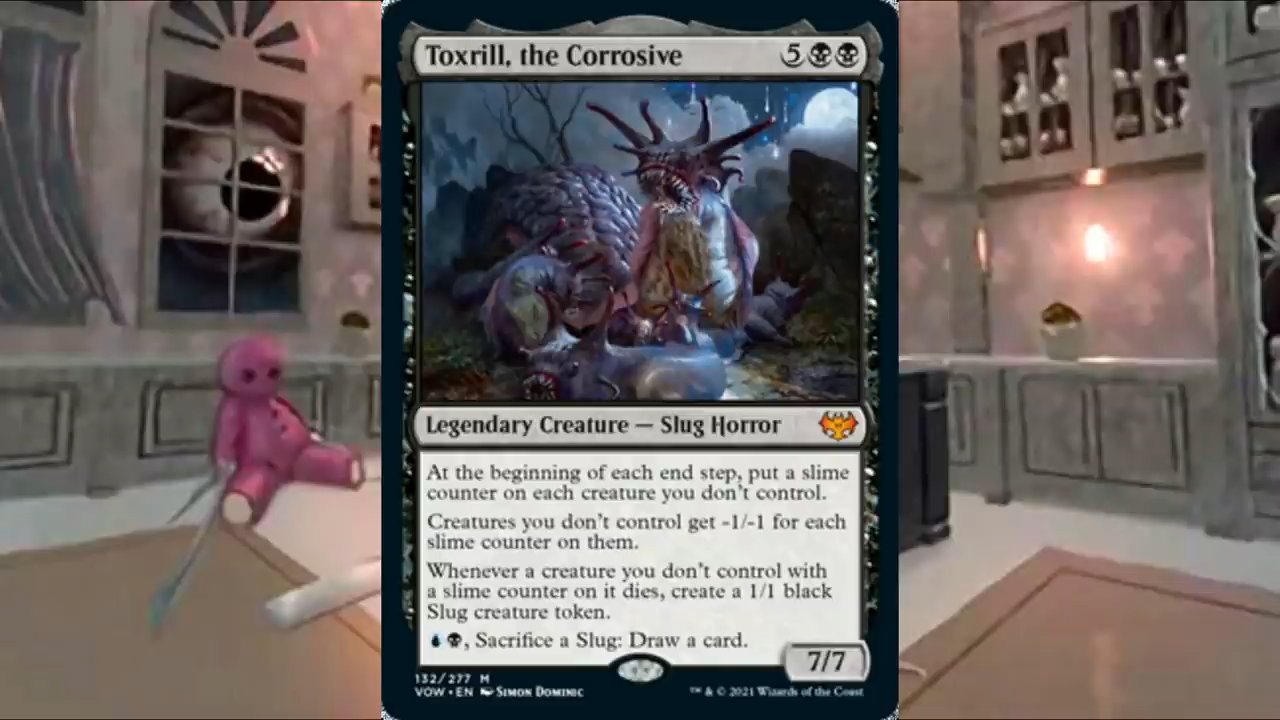 Toxrill, the Corrosive 5
Legendary Creature — Slug Horror
At the beginning of each end step, put a slime
counter on each creature you don't control.
Creatures you don't control get -1/-1 for each
slime counter on them.
Whenever a creature you don't control with
a slime counter on it dies, create a 1/1 black
Slug creature token.
, Sacrifice a Slug: Draw a card.
7/7
132/277 M
VOW • EN Simon Dominic
™ & © 2021 Wizards of the Coast